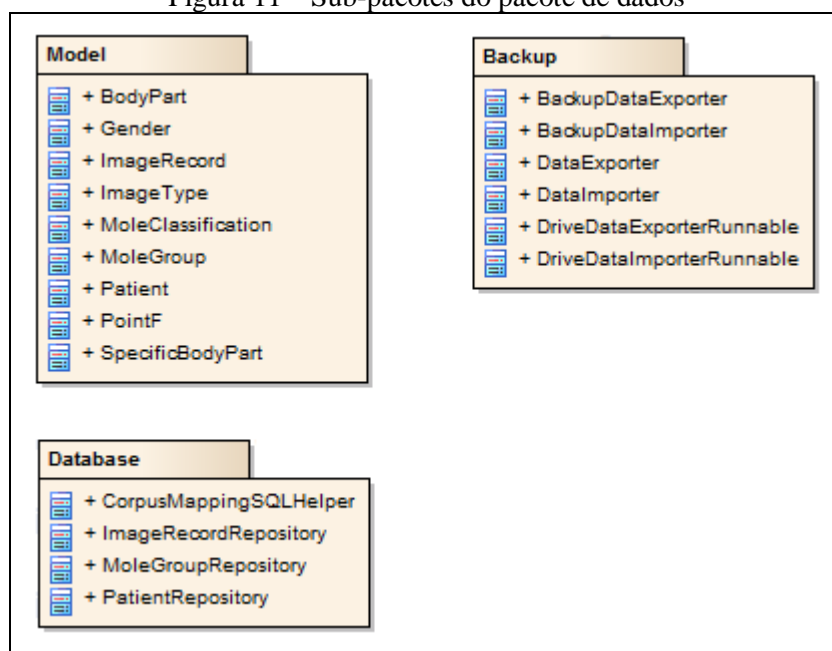 Figura 11 – Sub-pacotes do pacote de dados
Model
+ BodyPart
+ Gender
+ ImageRecord
+ ImageType
+ MoleClassification
+ MoleGroup
+ Patient
+ PointF
+ SpecificBodyPart
Backup
+ BackupDataExporter
+ BackupDataImporter
+ DataExporter
+ DataImporter
+ DriveDataExporterRunnable
+ DriveDataImporterRunnable
Database
+ CorpusMappingSQLHelper
+ ImageRecordRepository
+ MoleGroupRepository
+ PatientRepository